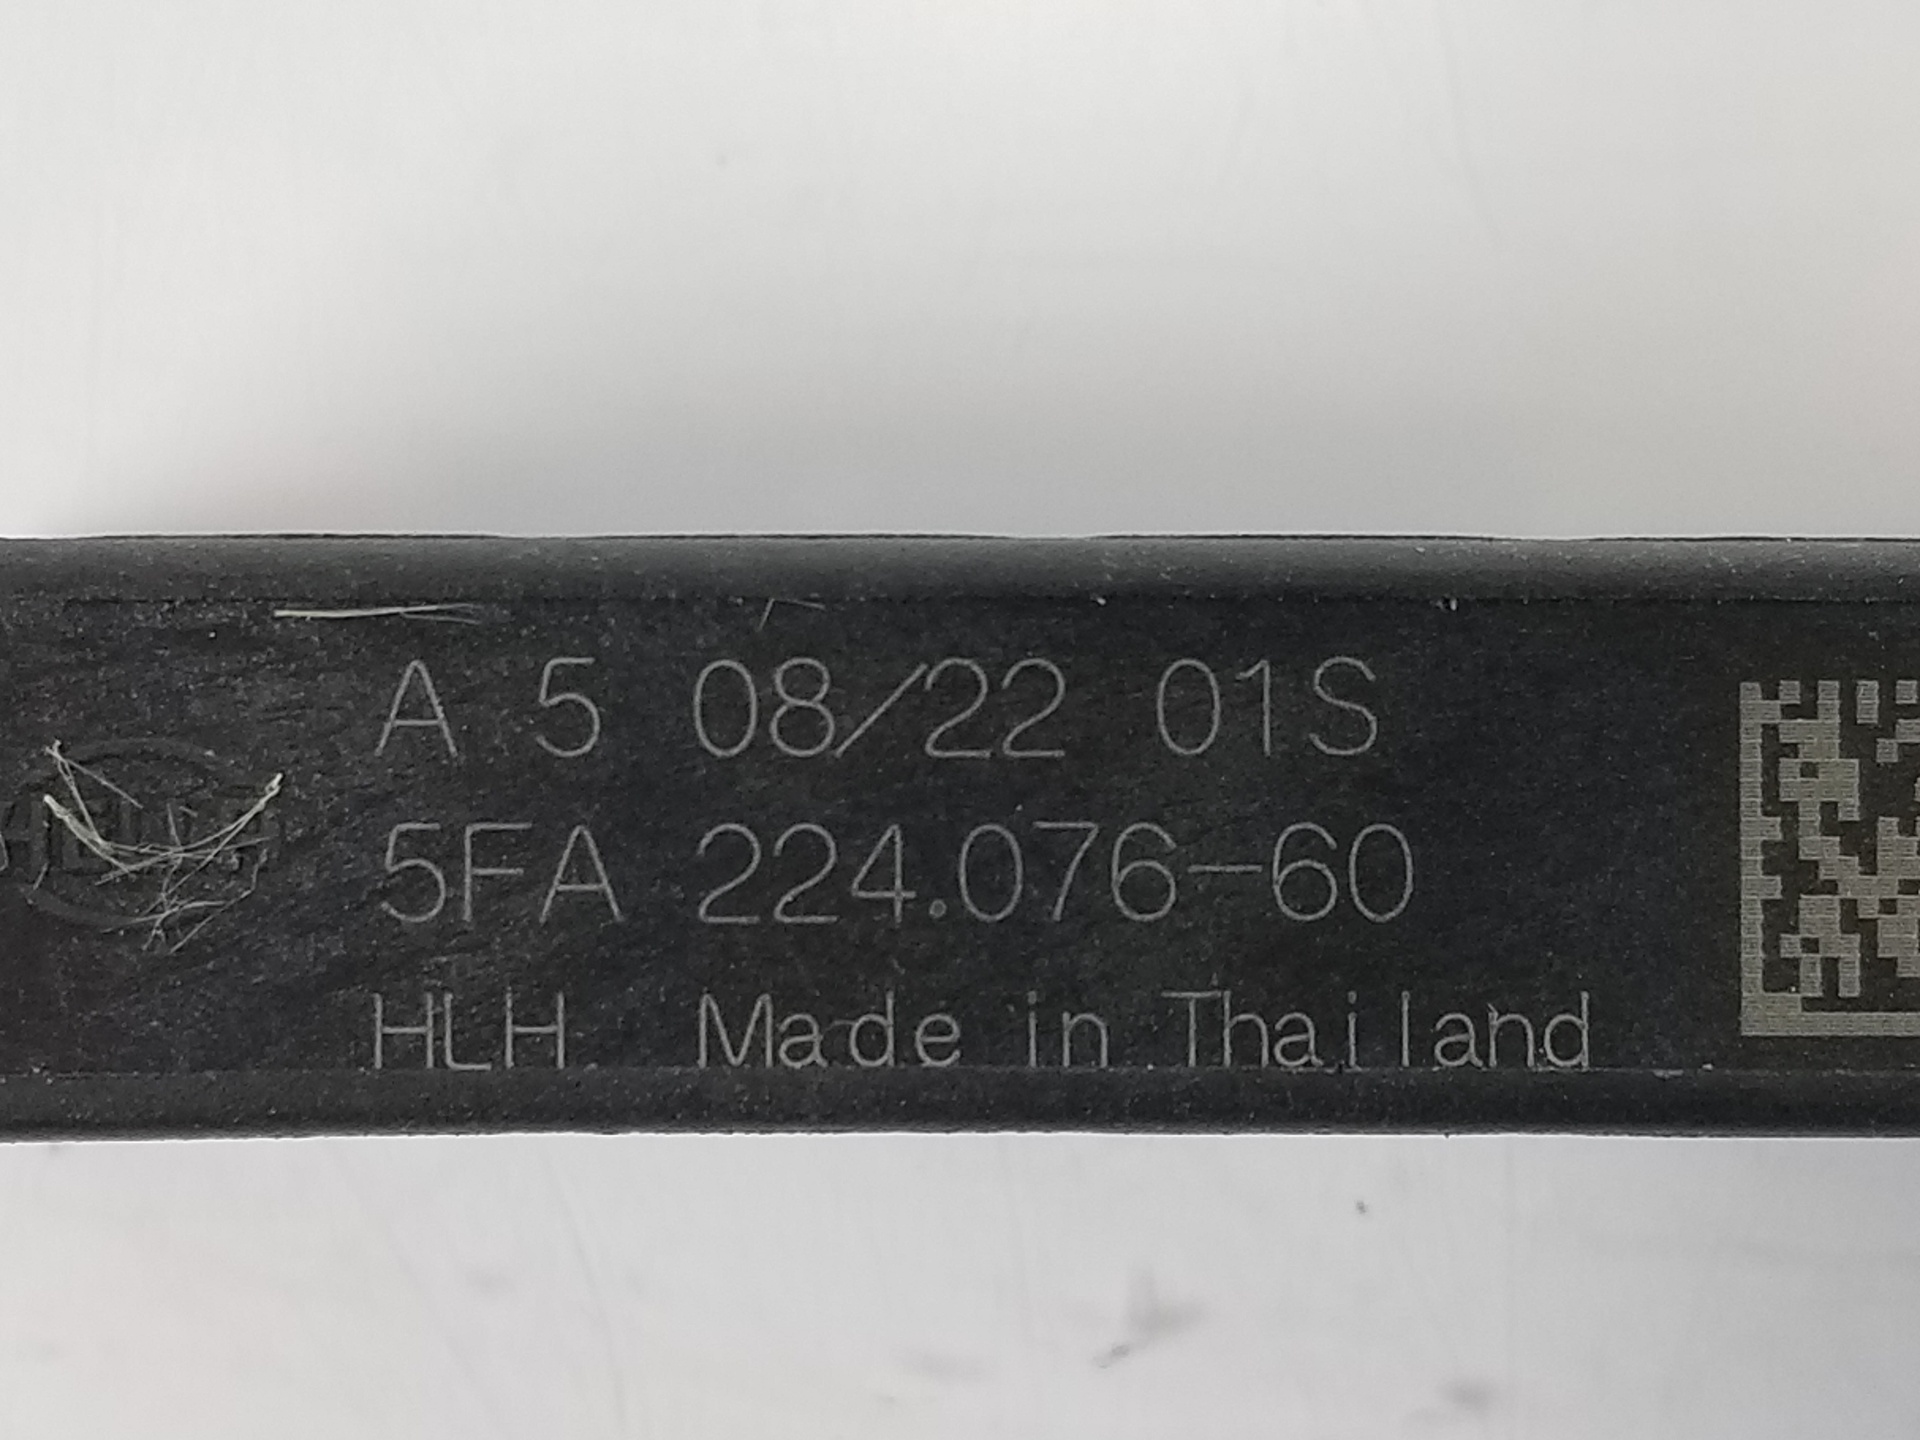 A 5 08/22 01S
5FA 224.076-60
HLH Made in Thailand